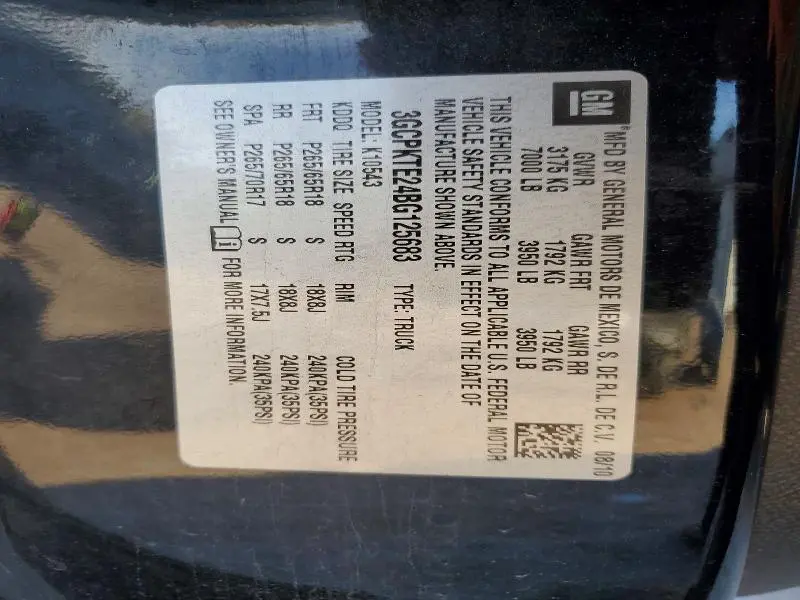 GM
®MFD BY GENERAL MOTORS DE MEXICO, S. DE R.L. DE C.V. 08/10
GVWR GAWR FRT GAWR RR
3175 KG 1792 KG 1792 KG
7000 LB 3950 LB 3950 LB
THIS VEHICLE CONFORMS TO ALL APPLICABLE U.S. FEDERAL MOTOR
VEHICLE SAFETY STANDARDS IN EFFECT ON THE DATE OF
MANUFACTURE SHOWN ABOVE.
3GCPKTE24BG125683 TYPE: TRUCK
MODEL: K10543
KDDQ TIRE SIZE SPEED RTG RIM COLD TIRE PRESSURE
FRT P265/65R18 S 18X8J 240KPA(35PSI)
RR P265/65R18 S 18X8J 240KPA(35PSI)
SPA P265/70R17 S 17X7.5J 240KPA(35PSI)
SEE OWNER'S MANUAL FOR MORE INFORMATION.